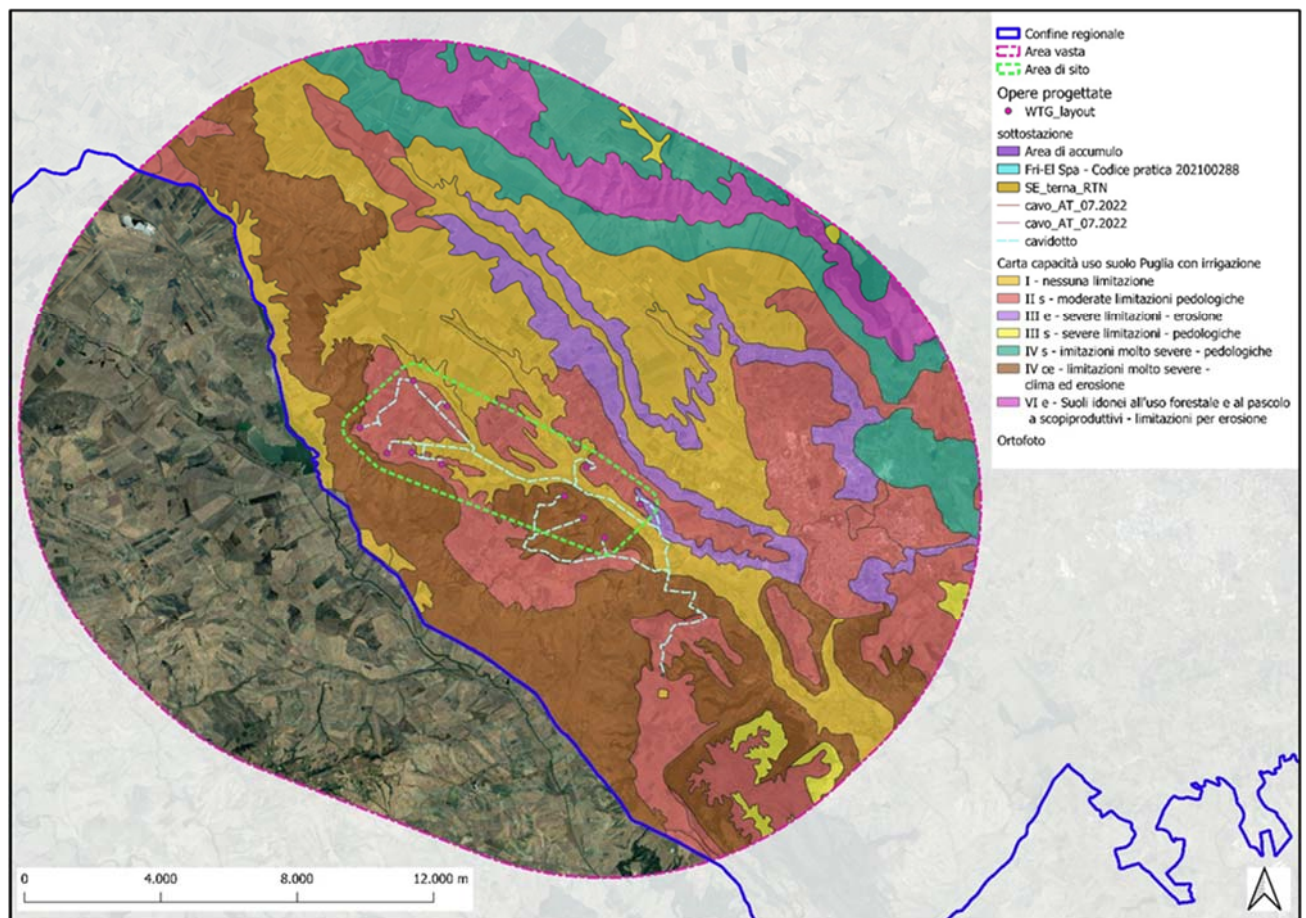 Confine regionale
Area vasta
Area di sito
Opere progettate
WTG_layout
sottostazione
Area di accumulo
Fri-El Spa - Codice pratica 202100288
SE_terna_RTN
cavo_AT_07.2022
cavo_AT_07.2022
cavidotto
Carta capacità uso suolo Puglia con irrigazione
I - nessuna limitazione
II s - moderate limitazioni pedologiche
III e - severe limitazioni - erosione
III s - severe limitazioni - pedologiche
IV s - imitazioni molto severe - pedologiche
IV ce - limitazioni molto severe -
clima ed erosione
VI e - Suoli idonei all'uso forestale e al pascolo
a scopiproduttivi - limitazioni per erosione
Ortofoto
0 4.000 8.000 12.000 m